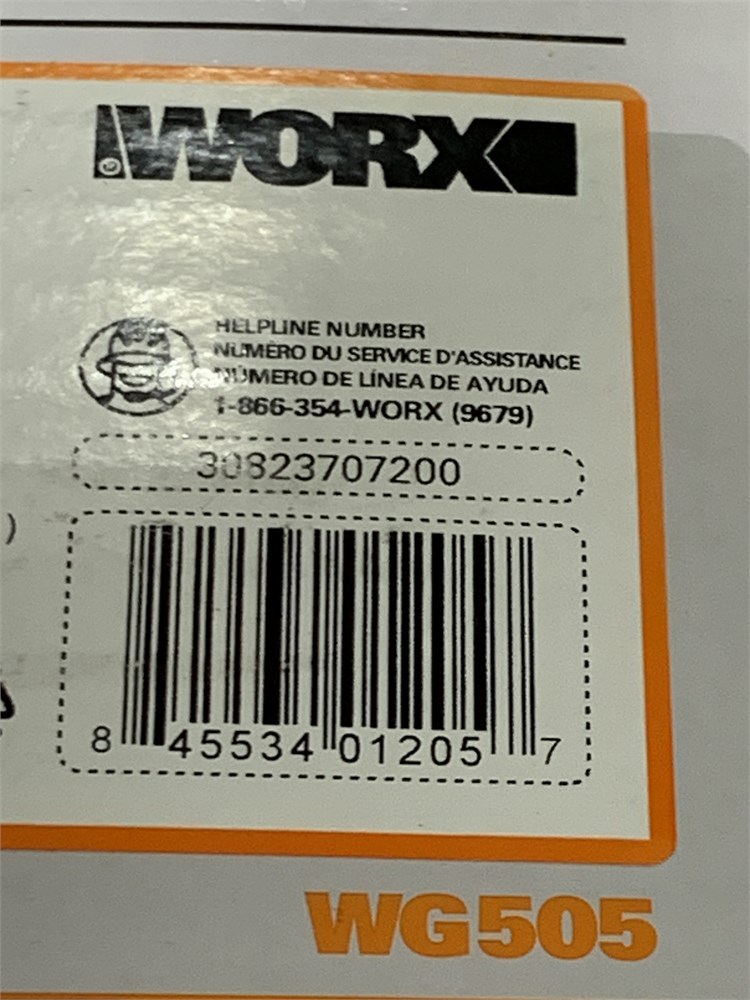 WORX
HELPLINE NUMBER
NUMÉRO DU SERVICE D'ASSISTANCE
NÚMERO DE LÍNEA DE AYUDA
1-866-354-WORX (9679)
30823707200
)
8 45534 01205 7
WG505